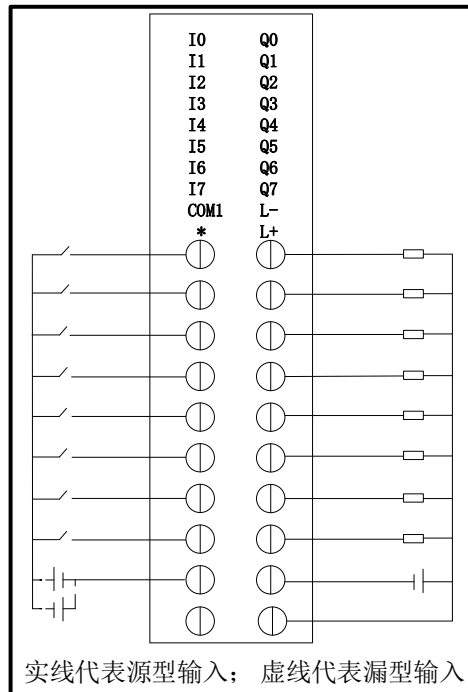 I0 Q0
I1 Q1
I2 Q2
I3 Q3
I4 Q4
I5 Q5
I6 Q6
I7 Q7
COM1 L-
* L+
实线代表源型输入； 虚线代表漏型输入